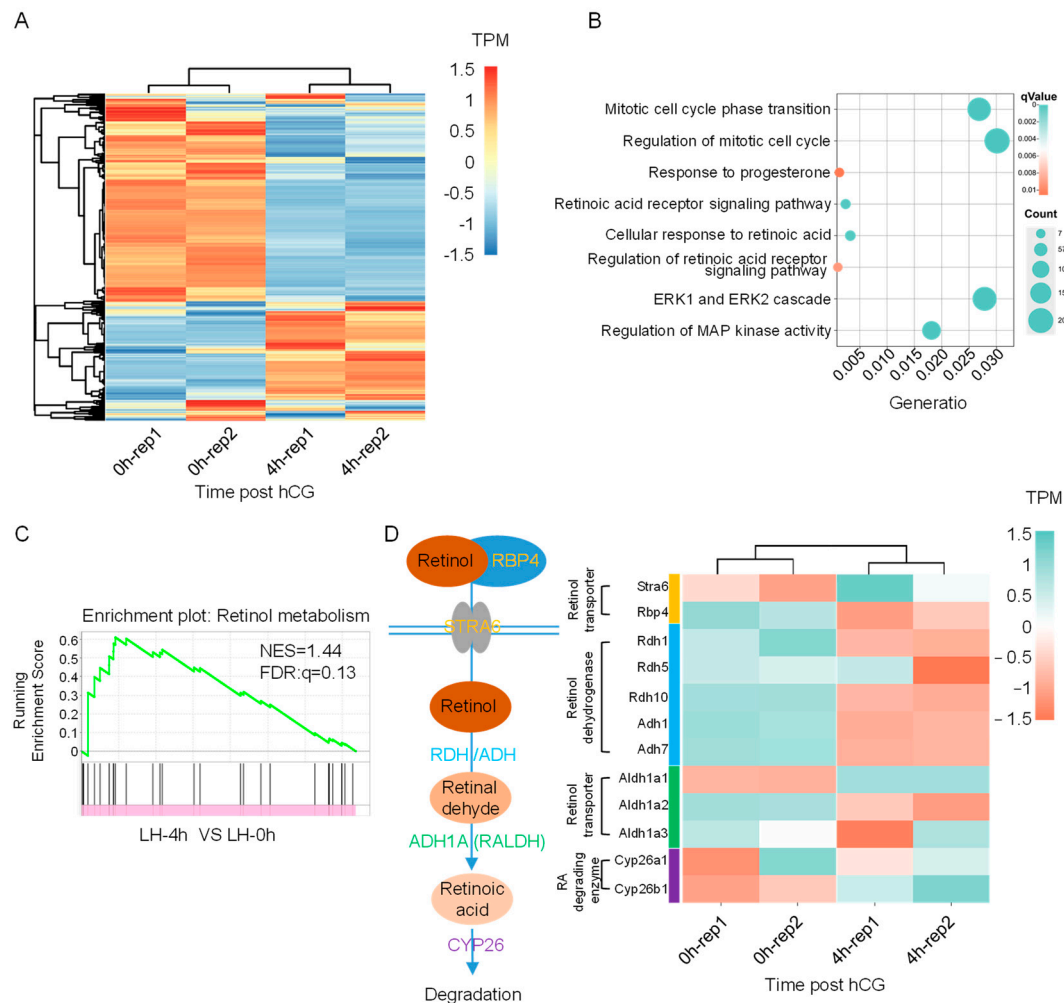 A
TPM
1.5
1
0.5
0
-0.5
-1
-1.5
0h-rep1
0h-rep2
4h-rep1
4h-rep2
Time post hCG
B
Mitotic cell cycle phase transition
Regulation of mitotic cell cycle
Response to progesterone
Retinoic acid receptor signaling pathway
Cellular response to retinoic acid
Regulation of retinoic acid receptor
signaling pathway
ERK1 and ERK2 cascade
Regulation of MAP kinase activity
0.005
0.010
0.015
0.020
0.025
0.030
Generatio
qValue
0
0.002
0.004
0.006
0.008
0.01
Count
7
57
10
15
20
C
Enrichment plot: Retinol metabolism
NES=1.44
FDR:q=0.13
Running
Enrichment Score
0.6
0.5
0.4
0.3
0.2
0.1
0
LH-4h VS LH-0h
D
Retinol
RBP4
STRA6
Retinol
RDH /ADH
Retinal
dehyde
ADH1A (RALDH)
Retinoic
acid
CYP26
Degradation
Retinol
transporter
Retinol
dehydrogenase
Retinol
transporter
RA
degrading
enzyme
Stra6
Rbp4
Rdh1
Rdh5
Rdh10
Adh1
Adh7
Aldh1a1
Aldh1a2
Aldh1a3
Cyp26a1
Cyp26b1
0h-rep1
0h-rep2
4h-rep1
4h-rep2
Time post hCG
TPM
1.5
1
0.5
0
-0.5
-1
-1.5